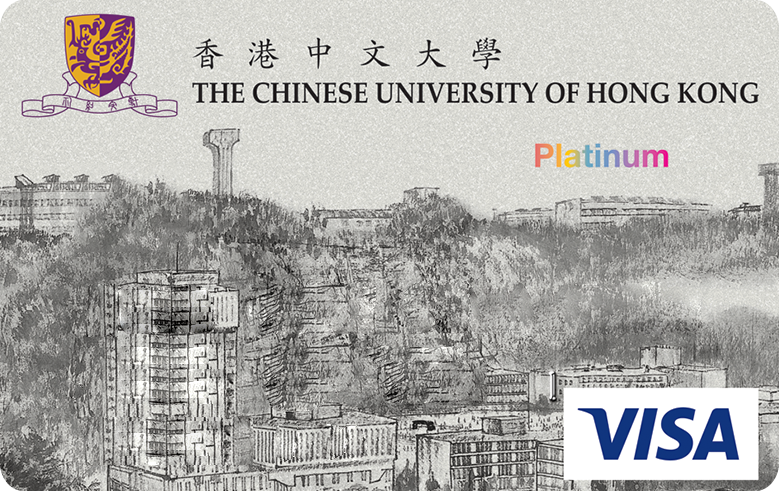 香港中文大學
THE CHINESE UNIVERSITY OF HONG KONG
Platinum
VISA